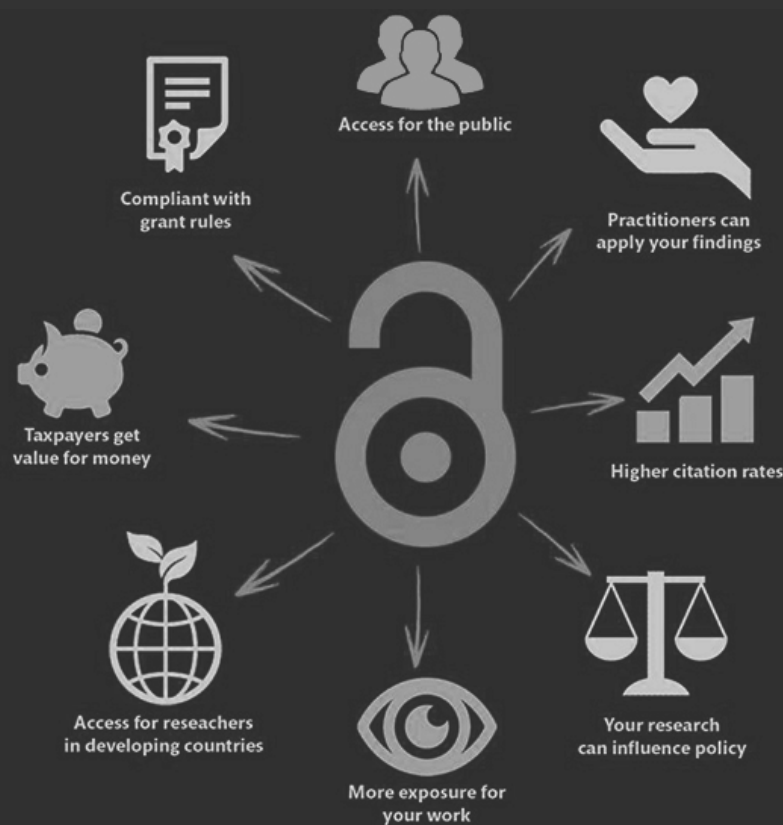 Access for the public
Compliant with
grant rules
Practitioners can
apply your findings
Taxpayers get
value for money
Higher citation rates
Access for reseachers
in developing countries
Your research
can influence policy
More exposure for
your work